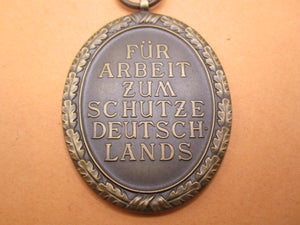 FÜR
ARBEIT
ZUM
SCHUTZE
DEUTSCH-
LANDS